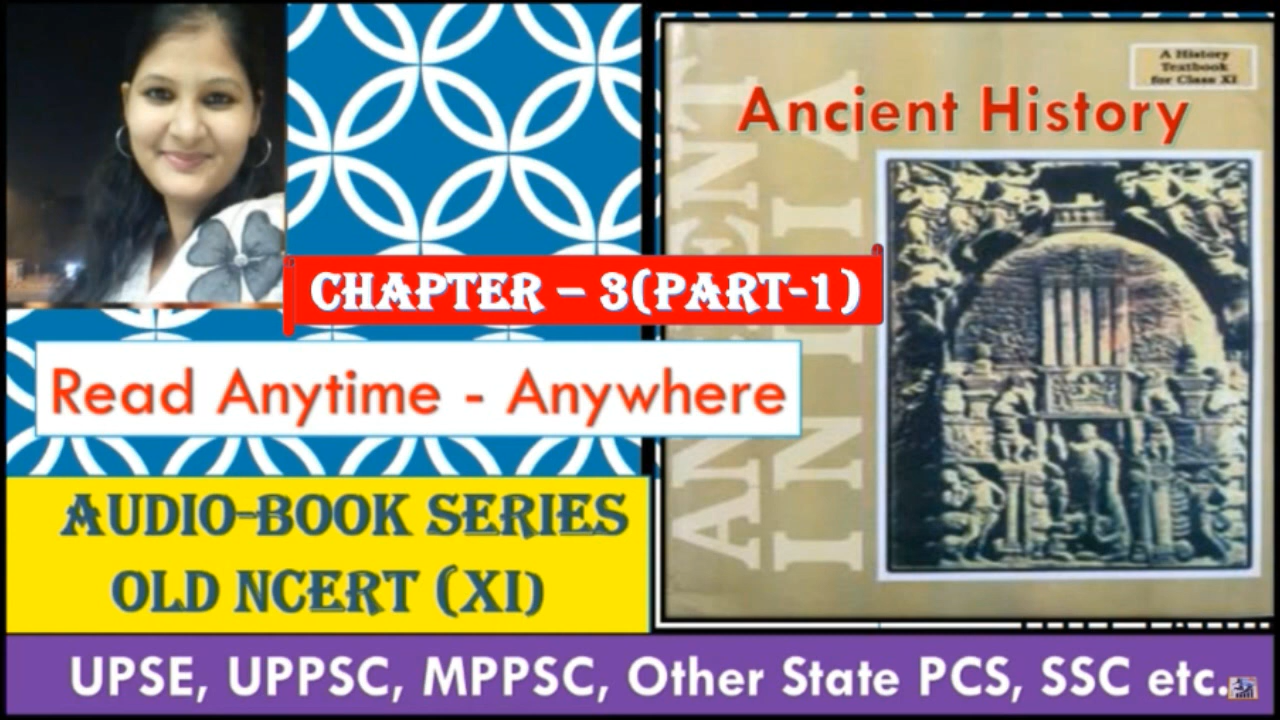 A History
Textbook
for Class XI
Ancient History
ANCIENT
INDIA
CHAPTER – 3(PART-1)
Read Anytime - Anywhere
AUDIO-BOOK SERIES
OLD NCERT (XI)
UPSE, UPPSC, MPPSC, Other State PCS, SSC etc..